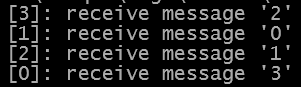 [3]: receive message '2'
[1]: receive message '0'
[2]: receive message '1'
[0]: receive message '3'